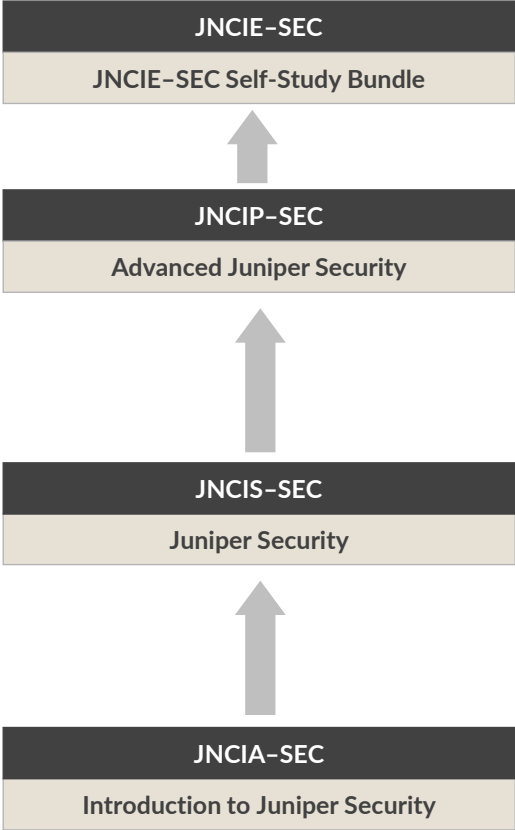 JNCIE–SEC
JNCIE–SEC Self-Study Bundle
JNCIP–SEC
Advanced Juniper Security
JNCIS–SEC
Juniper Security
JNCIA–SEC
Introduction to Juniper Security